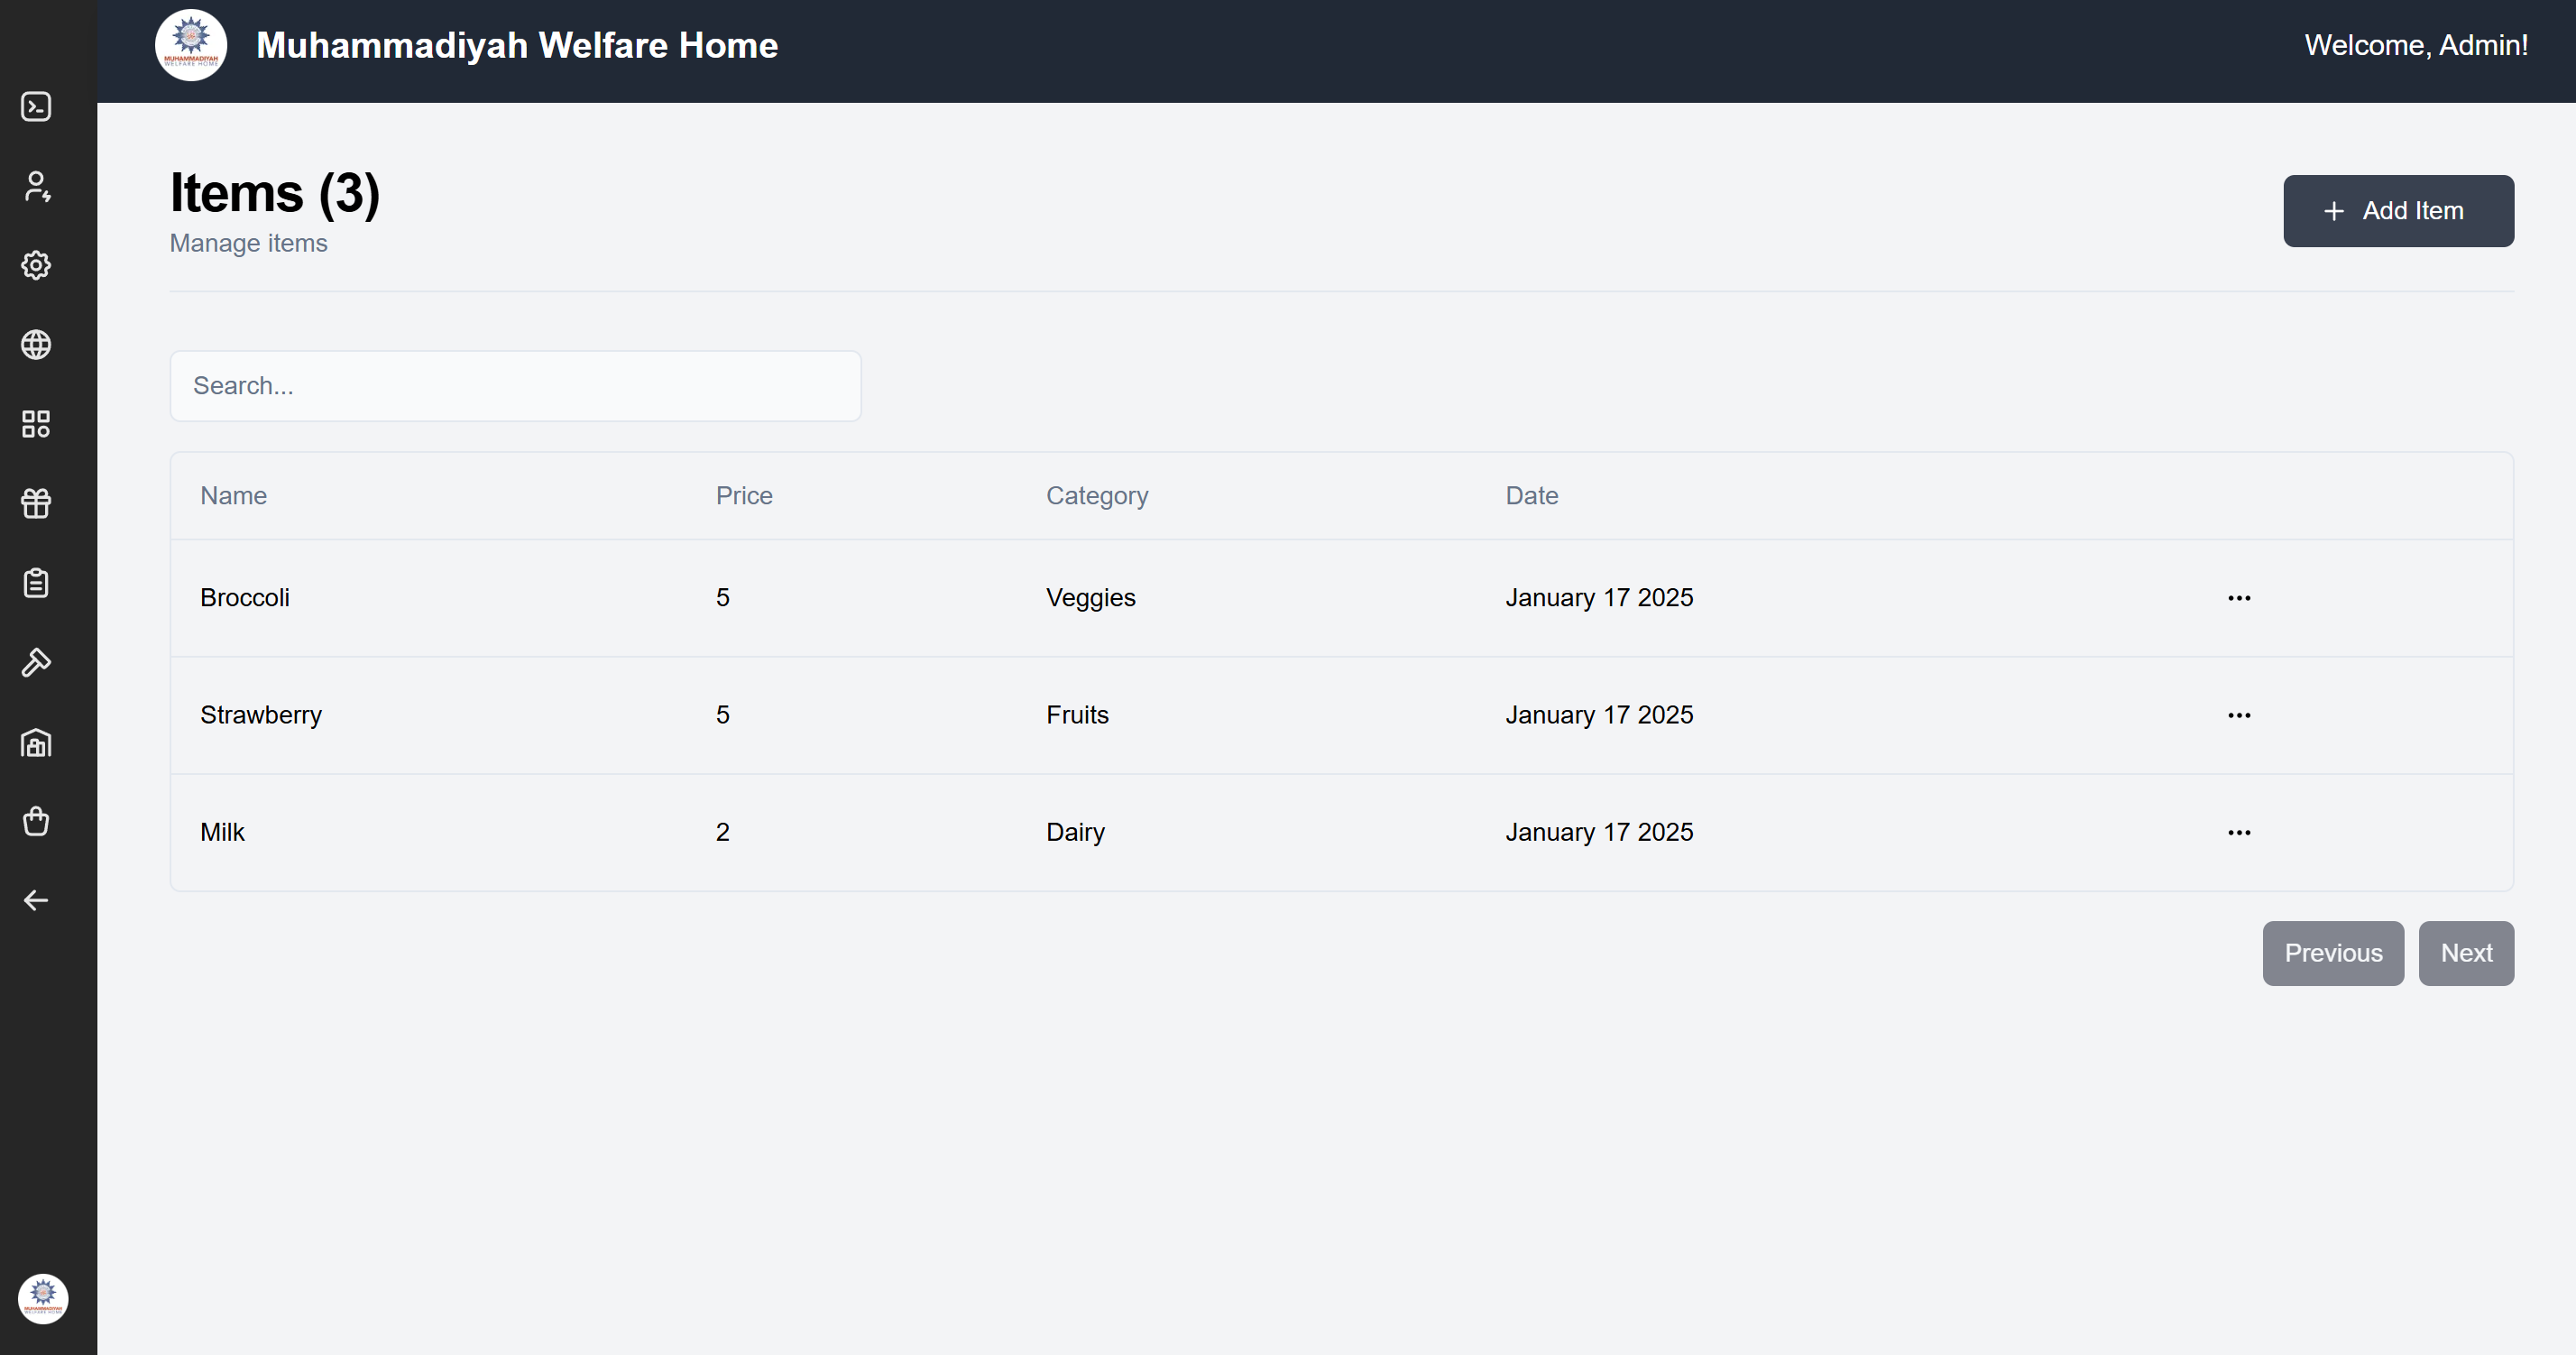 MUHAMMADIYAH
WELFARE HOME
Muhammadiyah Welfare Home
Welcome, Admin!
Items (3)
Manage items
+ Add Item
Search...
Name Price Category Date
Broccoli 5 Veggies January 17 2025 ...
Strawberry 5 Fruits January 17 2025 ...
Milk 2 Dairy January 17 2025 ...
Previous Next
MUHAMMADIYAH
WELFARE HOME